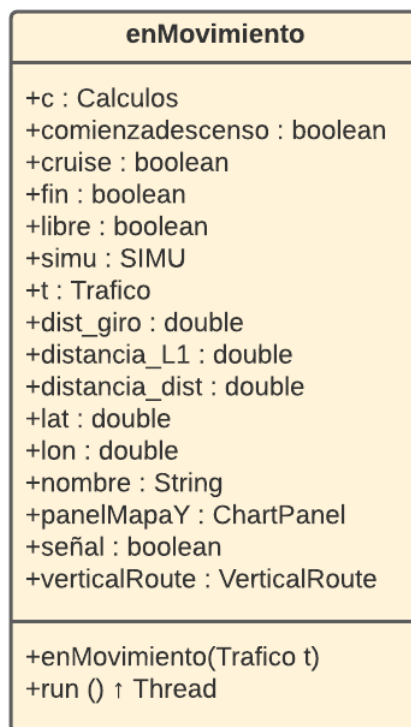 enMovimiento
+c : Calculos
+comienzadescenso : boolean
+cruise : boolean
+fin : boolean
+libre : boolean
+simu : SIMU
+t : Trafico
+dist_giro : double
+distancia_L1 : double
+distancia_dist : double
+lat : double
+lon : double
+nombre : String
+panelMapaY : ChartPanel
+señal : boolean
+verticalRoute : VerticalRoute
+enMovimiento(Trafico t)
+run () ↑ Thread